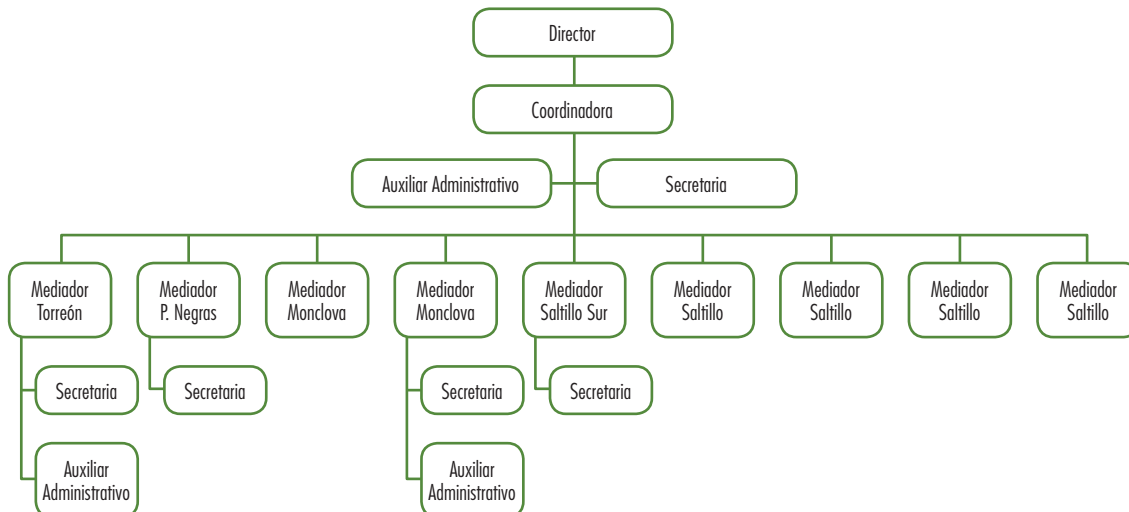 Director
Coordinadora
Auxiliar Administrativo
Secretaria
Mediador
Torreón
Mediador
P. Negras
Mediador
Monclova
Mediador
Monclova
Mediador
Saltillo Sur
Mediador
Saltillo
Mediador
Saltillo
Mediador
Saltillo
Mediador
Saltillo
Secretaria
Secretaria
Secretaria
Secretaria
Auxiliar
Administrativo
Auxiliar
Administrativo